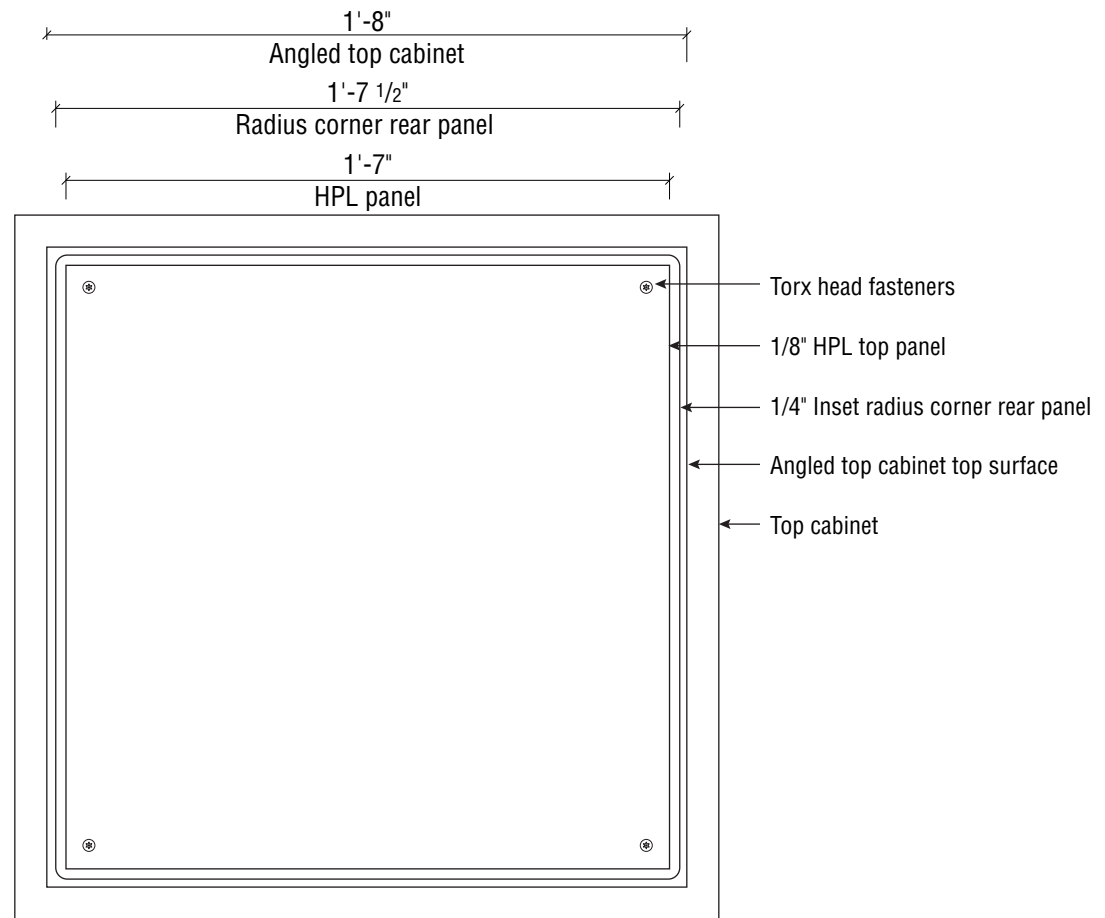 1'-8"
Angled top cabinet
1'-7 1/2"
Radius corner rear panel
1'-7"
HPL panel
Torx head fasteners
1/8" HPL top panel
1/4" Inset radius corner rear panel
Angled top cabinet top surface
Top cabinet